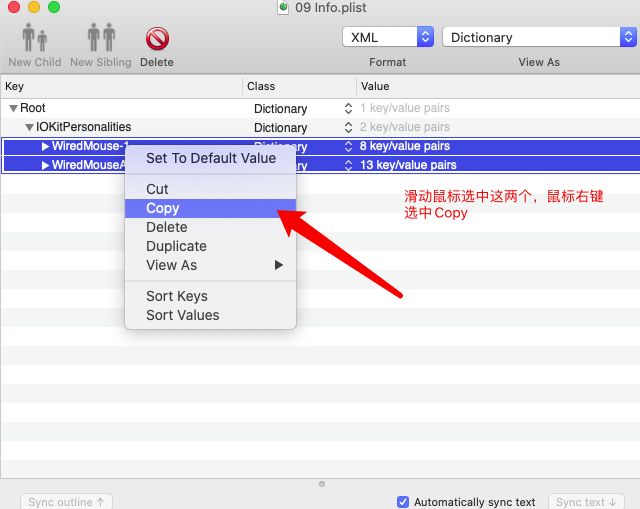 09 Info.plist
New Child
New Sibling
Delete
XML
Format
Dictionary
View As
Key
Class
Value
Root
Dictionary
1 key/value pairs
IOKitPersonalities
Dictionary
2 key/value pairs
WiredMouse-1
8 key/value pairs
WiredMouseA
13 key/value pairs
Set To Default Value
Cut
Copy
Delete
Duplicate
View As
Sort Keys
Sort Values
滑动鼠标选中这两个，鼠标右键
选中Copy
Sync outline ↑
Automatically sync text
Sync text ↓